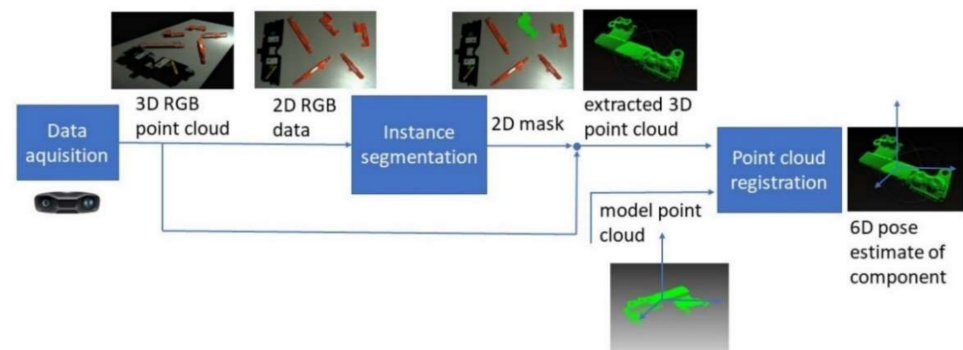 3D RGB
point cloud
2D RGB
data
2D mask
extracted 3D
point cloud
Data
aquisition
Instance
segmentation
Point cloud
registration
model point
cloud
6D pose
estimate of
component